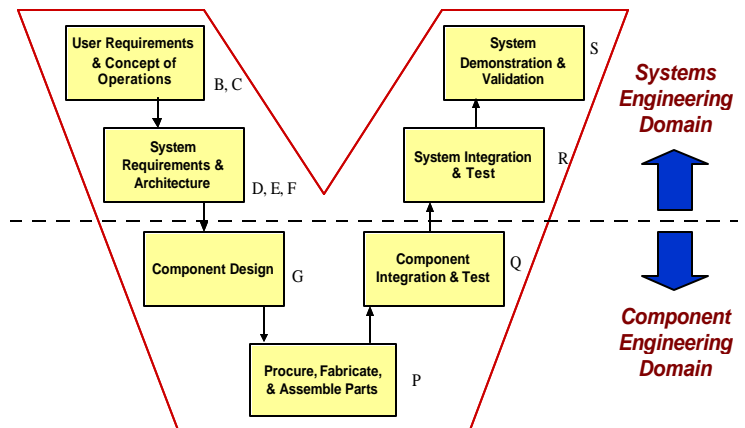 User Requirements
& Concept of
Operations
B, C
System
Requirements &
Architecture
D, E, F
Component Design
G
Procure, Fabricate,
& Assemble Parts
P
Component
Integration & Test
Q
System Integration
& Test
R
System
Demonstration &
Validation
S
Systems
Engineering
Domain
Component
Engineering
Domain